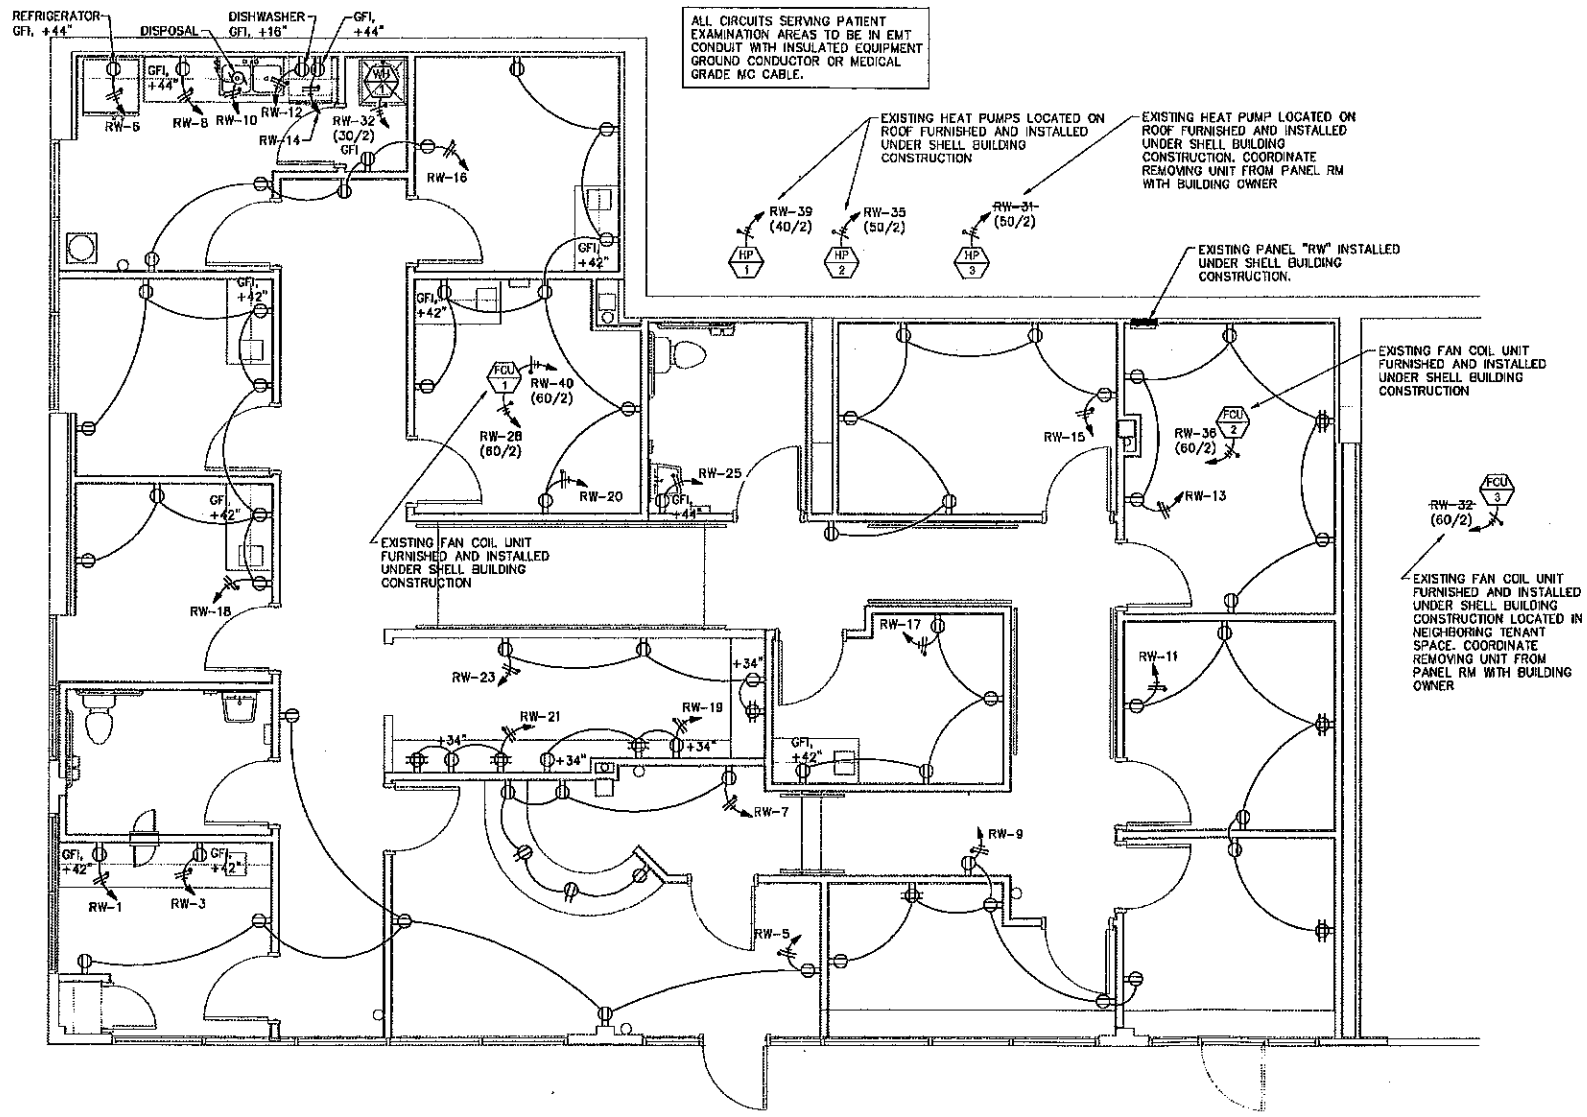 REFRIGERATOR
GFI, +44"
DISPOSAL
DISHWASHER
GFI, +16"
GFI,
+44"
ALL CIRCUITS SERVING PATIENT
EXAMINATION AREAS TO BE IN EMT
CONDUIT WITH INSULATED EQUIPMENT
GROUND CONDUCTOR OR MEDICAL
GRADE MC CABLE.
GFI,
+44"
WH
1
RW-6
RW-8
RW-10
RW-12
RW-14
RW-32
(30/2)
GFI
RW-16
EXISTING HEAT PUMPS LOCATED ON
ROOF FURNISHED AND INSTALLED
UNDER SHELL BUILDING
CONSTRUCTION
EXISTING HEAT PUMP LOCATED ON
ROOF FURNISHED AND INSTALLED
UNDER SHELL BUILDING
CONSTRUCTION. COORDINATE
REMOVING UNIT FROM PANEL RM
WITH BUILDING OWNER
RW-39
(40/2)
HP
1
RW-35
(50/2)
HP
2
RW-31
(50/2)
HP
3
EXISTING PANEL "RW" INSTALLED
UNDER SHELL BUILDING
CONSTRUCTION.
GFI,
+42"
GFI,
+42"
GFI,
+42"
FCU
1
RW-40
(60/2)
RW-28
(60/2)
RW-20
RW-25
GFI,
+44"
RW-15
EXISTING FAN COIL UNIT
FURNISHED AND INSTALLED
UNDER SHELL BUILDING
CONSTRUCTION
FCU
2
RW-36
(60/2)
RW-13
FCU
3
RW-32
(60/2)
GFI,
+42"
RW-18
EXISTING FAN COIL UNIT
FURNISHED AND INSTALLED
UNDER SHELL BUILDING
CONSTRUCTION
EXISTING FAN COIL UNIT
FURNISHED AND INSTALLED
UNDER SHELL BUILDING
CONSTRUCTION LOCATED IN
NEIGHBORING TENANT
SPACE. COORDINATE
REMOVING UNIT FROM
PANEL RM WITH BUILDING
OWNER
RW-17
RW-11
RW-23
+34"
RW-21
RW-19
+34"
+34"
+34"
GFI,
+42"
RW-7
RW-9
GFI,
+42"
GFI,
+42"
RW-1
RW-3
RW-5